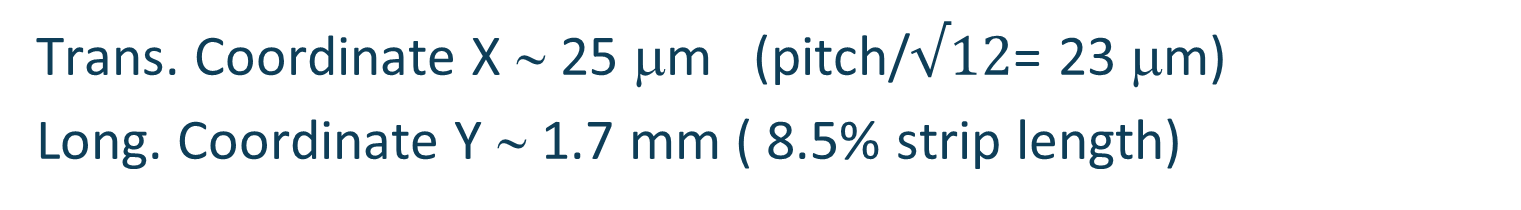 Trans. Coordinate X ~ 25 μm (pitch/√12= 23 μm)
Long. Coordinate Y ~ 1.7 mm ( 8.5% strip length)